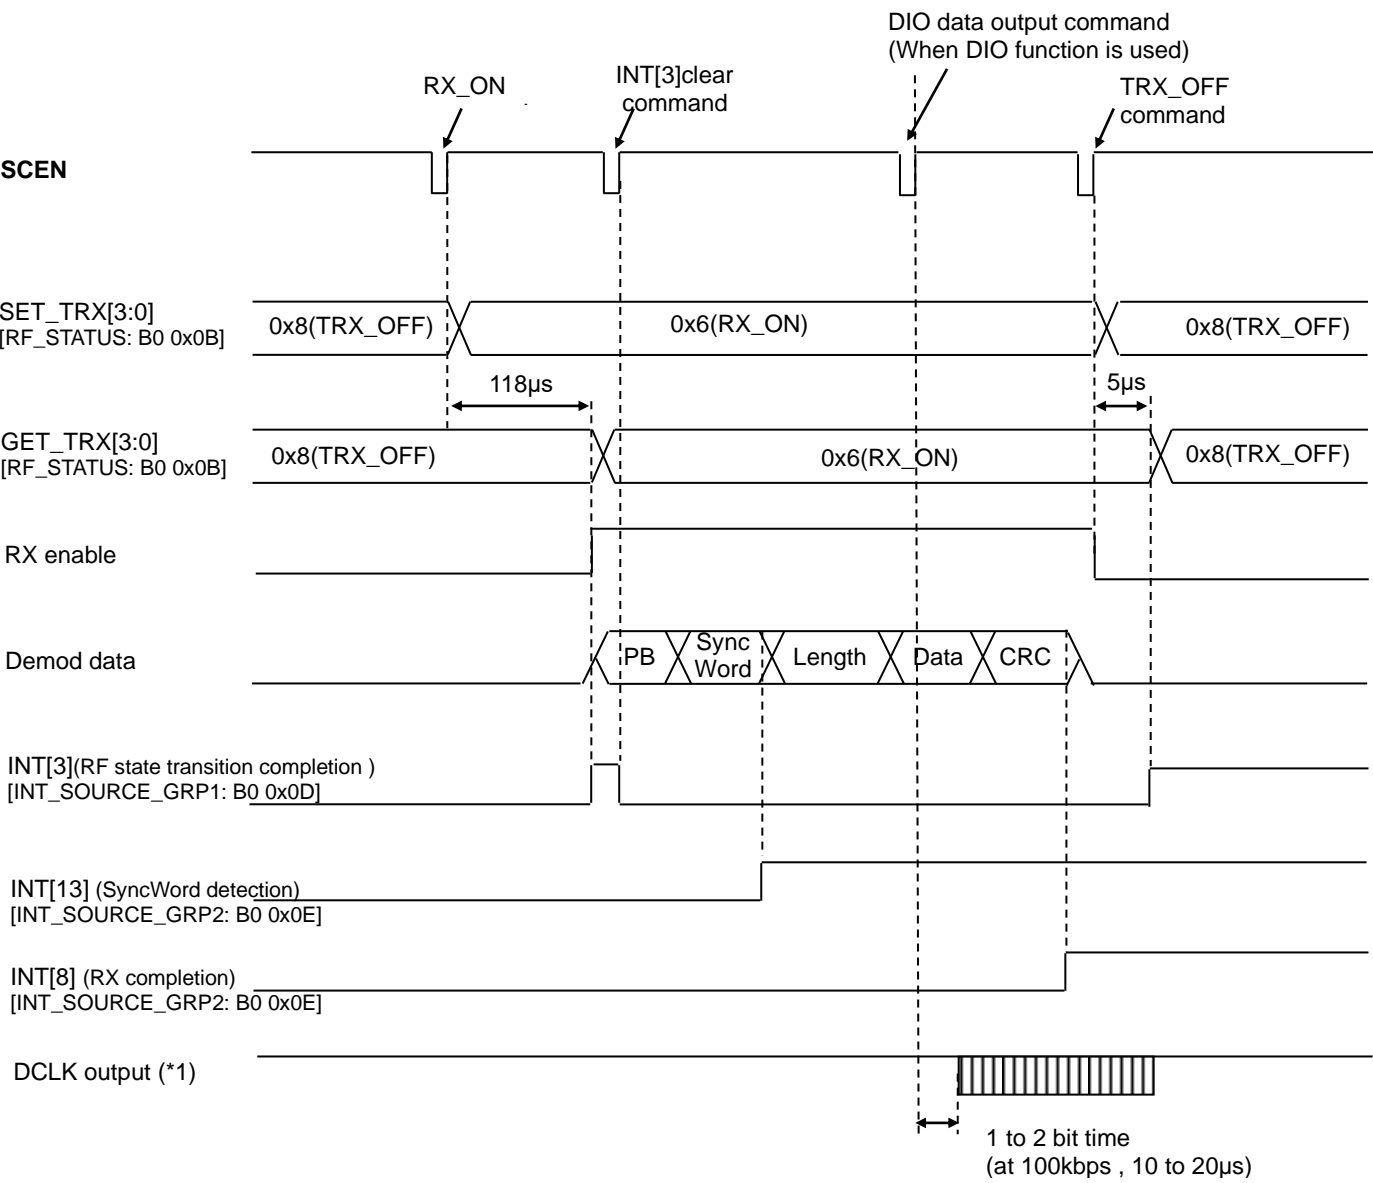 DIO data output command
(When DIO function is used)
RX_ON
INT[3]clear
command
TRX_OFF
command
SCEN
SET_TRX[3:0]
[RF_STATUS: B0 0x0B]
0x8(TRX_OFF)
0x6(RX_ON)
0x8(TRX_OFF)
118μs
5μs
GET_TRX[3:0]
[RF_STATUS: B0 0x0B]
0x8(TRX_OFF)
0x6(RX_ON)
0x8(TRX_OFF)
RX enable
Demod data
PB
Sync
Word
Length
Data
CRC
INT[3](RF state transition completion )
[INT_SOURCE_GRP1: B0 0x0D]
INT[13] (SyncWord detection)
[INT_SOURCE_GRP2: B0 0x0E]
INT[8] (RX completion)
[INT_SOURCE_GRP2: B0 0x0E]
DCLK output (*1)
1 to 2 bit time
(at 100kbps , 10 to 20μs)